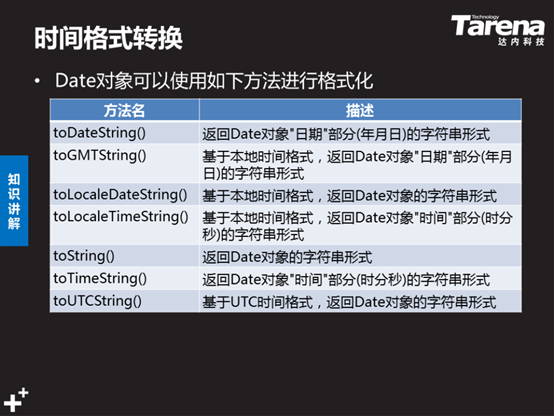 Technology
Tarena
达内科技
时间格式转换
• Date对象可以使用如下方法进行格式化
方法名 描述
toDateString() 返回Date对象"日期"部分(年月日)的字符串形式
toGMTString() 基于本地时间格式，返回Date对象"日期"部分(年月
日)的字符串形式
toLocaleDateString() 基于本地时间格式，返回Date对象的字符串形式
toLocaleTimeString() 基于本地时间格式，返回Date对象"时间"部分(时分
秒)的字符串形式
toString() 返回Date对象的字符串形式
toTimeString() 返回Date对象"时间"部分(时分秒)的字符串形式
toUTCString() 基于UTC时间格式，返回Date对象的字符串形式
知
识
讲
解